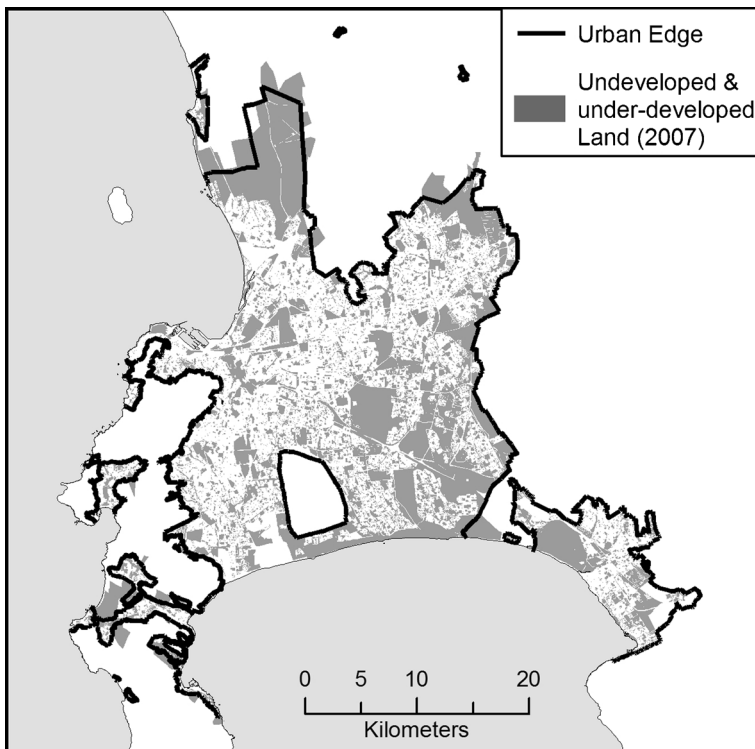 Urban Edge
Undeveloped &
under-developed
Land (2007)
0 5 10 20
Kilometers